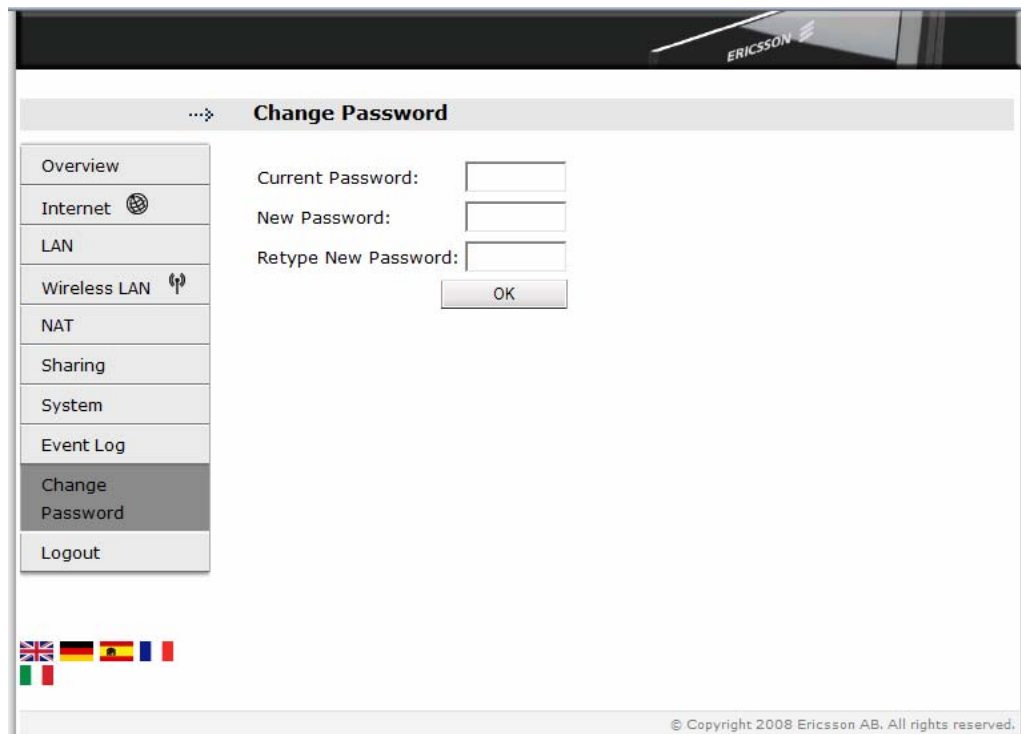 ERICSSON
Change Password
Overview
Internet
LAN
Wireless LAN
NAT
Sharing
System
Event Log
Change
Password
Logout
Current Password:
New Password:
Retype New Password:
OK
© Copyright 2008 Ericsson AB. All rights reserved.